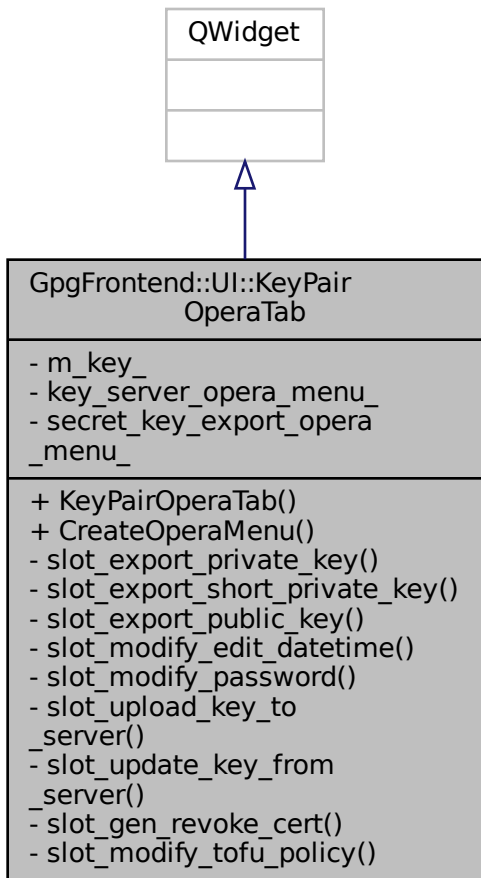 QWidget
GpgFrontend::UI::KeyPair
OperaTab
- m_key_
- key_server_opera_menu_
- secret_key_export_opera
_menu_
+ KeyPairOperaTab()
+ CreateOperaMenu()
- slot_export_private_key()
- slot_export_short_private_key()
- slot_export_public_key()
- slot_modify_edit_datetime()
- slot_modify_password()
- slot_upload_key_to
_server()
- slot_update_key_from
_server()
- slot_gen_revoke_cert()
- slot_modify_tofu_policy()